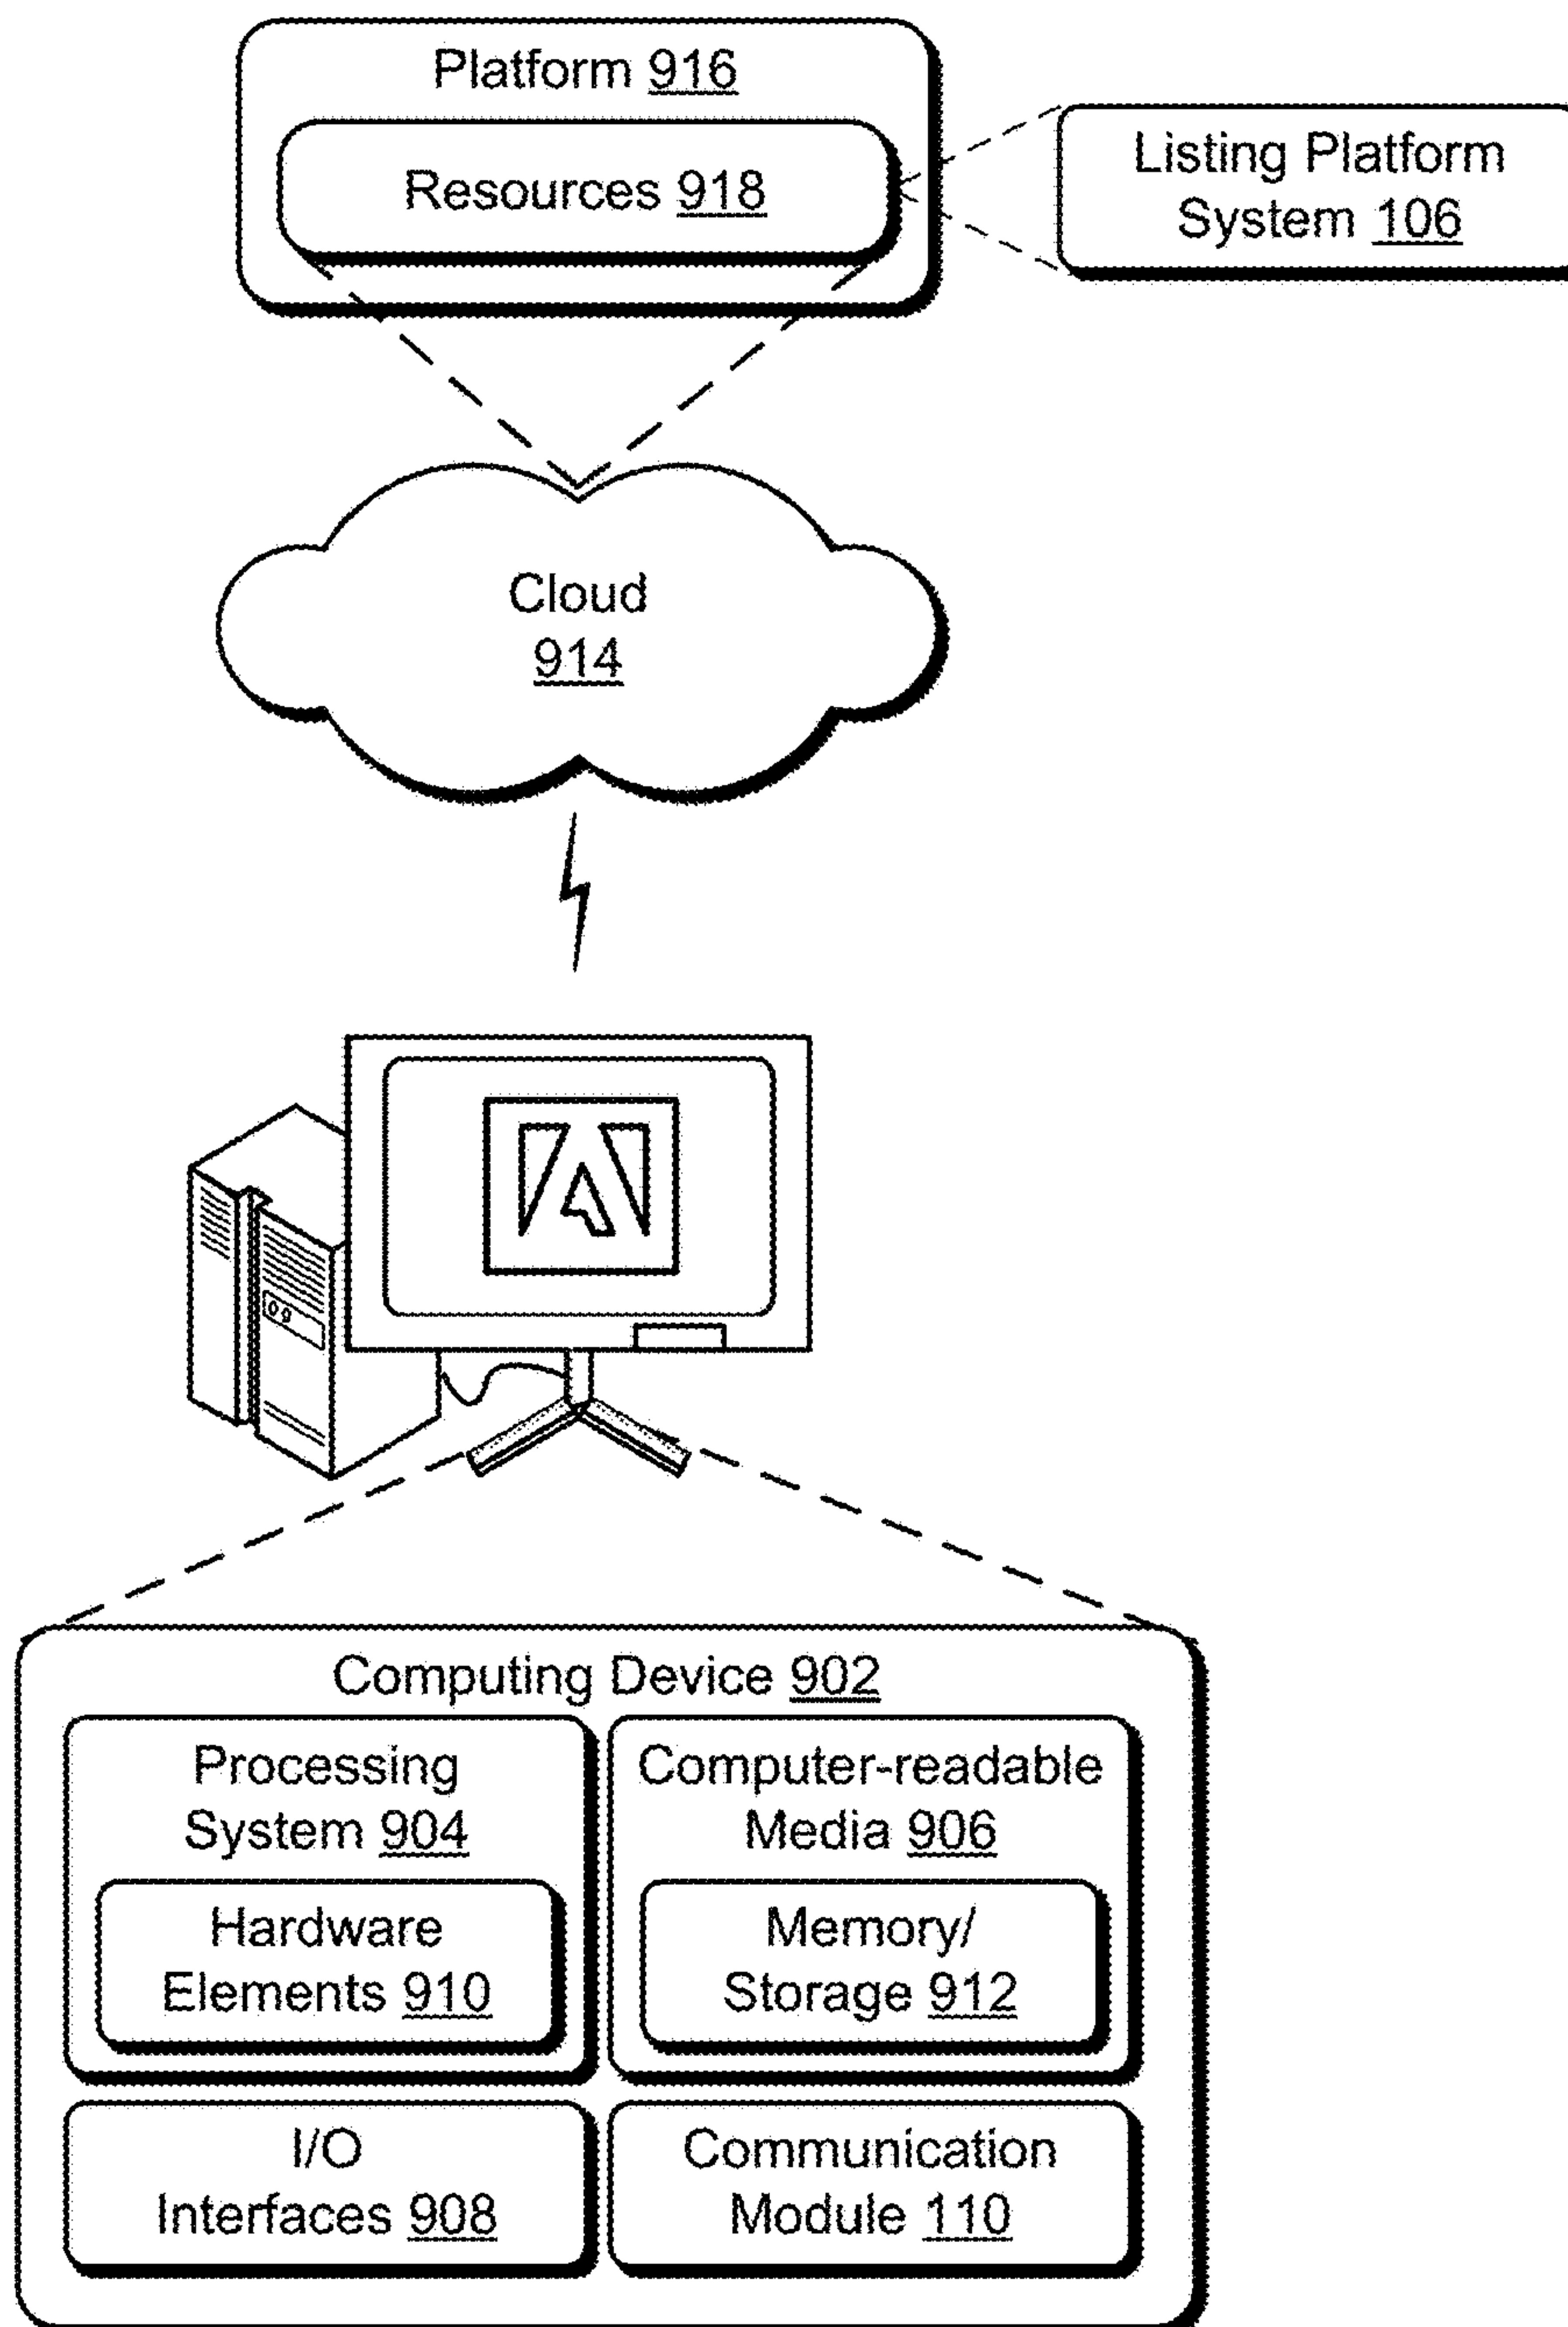 Platform 916
Resources 918
Listing Platform
System 106
Cloud
914
Computing Device 902
Processing
System 904
Hardware
Elements 910
Computer-readable
Media 906
Memory/
Storage 912
I/O
Interfaces 908
Communication
Module 110